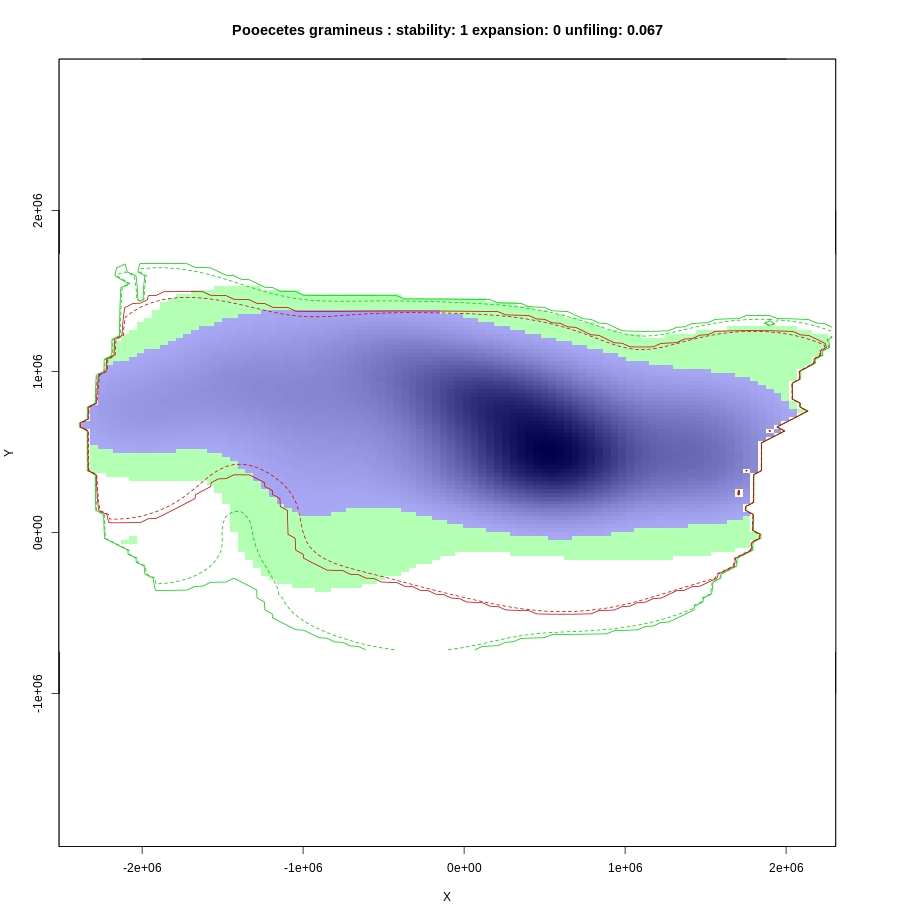 Pooecetes gramineus : stability: 1 expansion: 0 unfiling: 0.067
2e+06
1e+06
0e+00
-1e+06
Y
-2e+06 -1e+06 0e+00 1e+06 2e+06
X